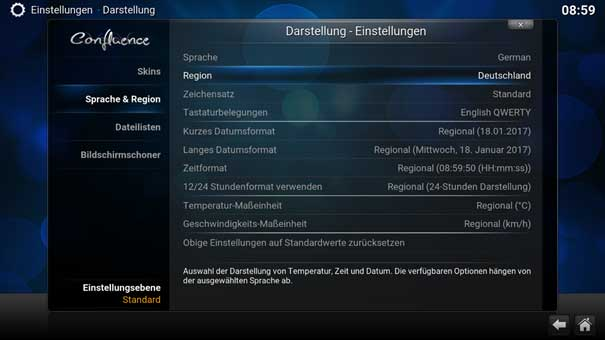 Einstellungen - Darstellung
08:59
Darstellung - Einstellungen
Confluence
Skins
Sprache & Region
Dateilisten
Bildschirmschoner
Sprache German
Region Deutschland
Zeichensatz Standard
Tastaturbelegungen English QWERTY
Kurzes Datumsformat Regional (18.01.2017)
Langes Datumsformat Regional (Mittwoch, 18. Januar 2017)
Zeitformat Regional (08:59:50 (HH:mm:ss))
12/24 Stundenformat verwenden Regional (24-Stunden Darstellung)
Temperatur-Maßeinheit Regional (°C)
Geschwindigkeits-Maßeinheit Regional (km/h)
Obige Einstellungen auf Standardwerte zurücksetzen
Auswahl der Darstellung von Temperatur, Zeit und Datum. Die verfügbaren Optionen hängen von
der ausgewählten Sprache ab.
Einstellungsebene
Standard